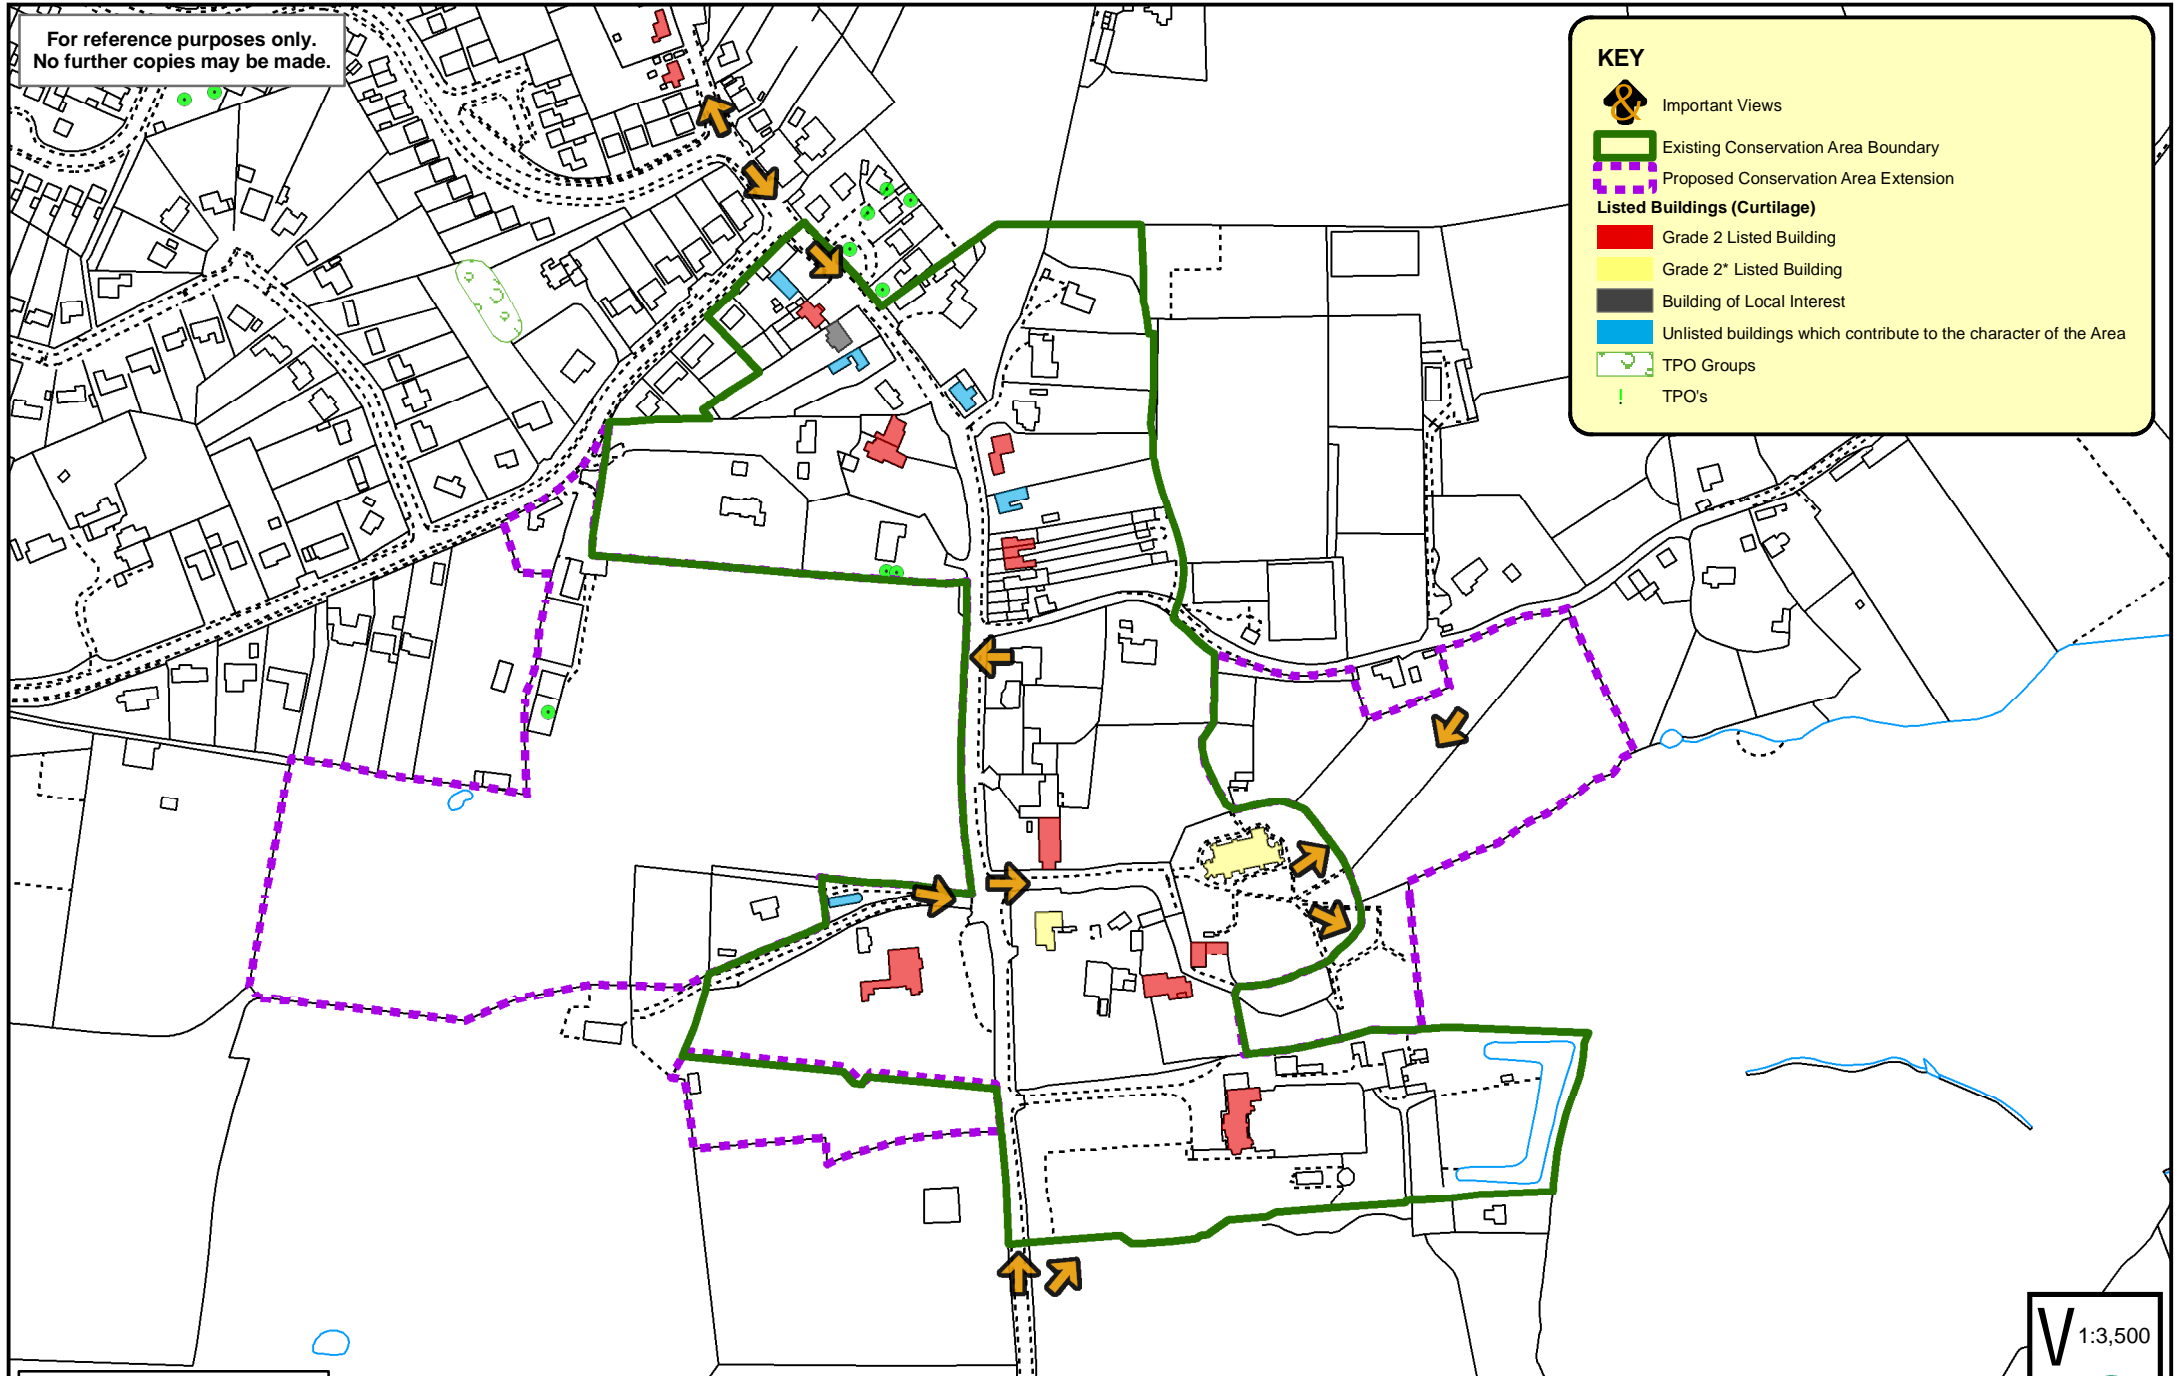 For reference purposes only.
No further copies may be made.
KEY
& Important Views
Existing Conservation Area Boundary
Proposed Conservation Area Extension
Listed Buildings (Curtilage)
Grade 2 Listed Building
Grade 2* Listed Building
Building of Local Interest
Unlisted buildings which contribute to the character of the Area
TPO Groups
! TPO's
V 1:3,500